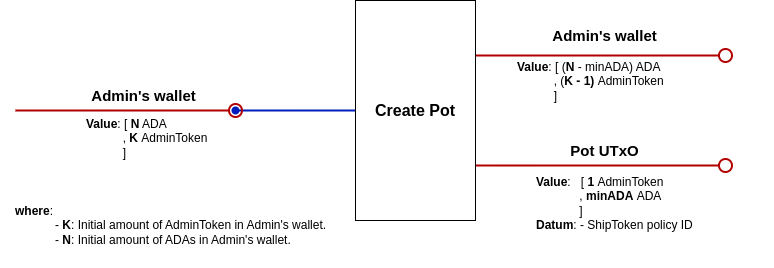 Admin's wallet
Value: [ N ADA
, K AdminToken
]
Create Pot
Admin's wallet
Value: [ (N - minADA) ADA
, (K - 1) AdminToken
]
Pot UTxO
Value: [ 1 AdminToken
, minADA ADA
]
Datum: - ShipToken policy ID
where:
- K: Initial amount of AdminToken in Admin's wallet.
- N: Initial amount of ADAs in Admin's wallet.